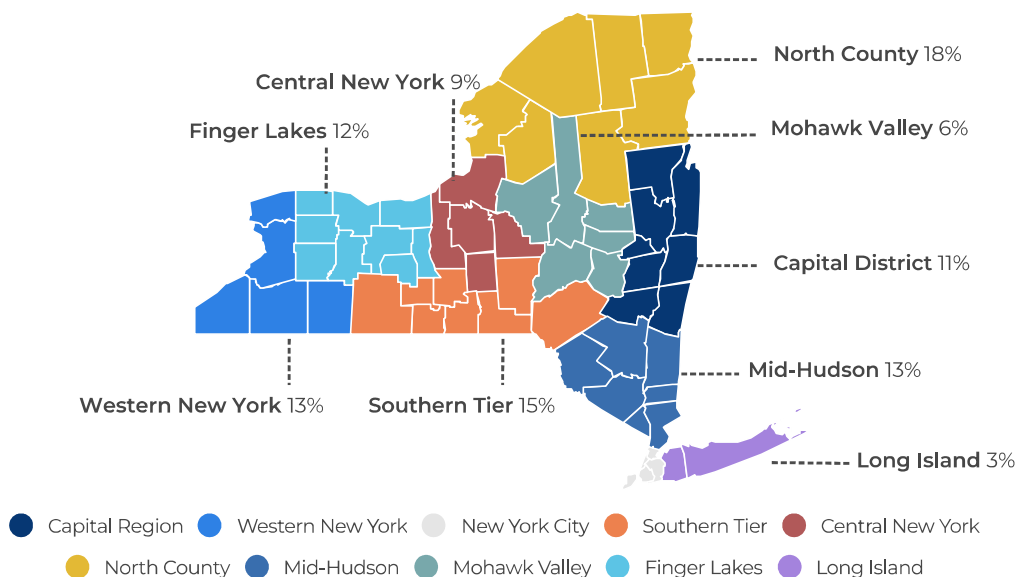 North County 18%
Central New York 9%
Mohawk Valley 6%
Finger Lakes 12%
Capital District 11%
Mid-Hudson 13%
Western New York 13%
Southern Tier 15%
Long Island 3%
Capital Region
Western New York
New York City
Southern Tier
Central New York
North County
Mid-Hudson
Mohawk Valley
Finger Lakes
Long Island